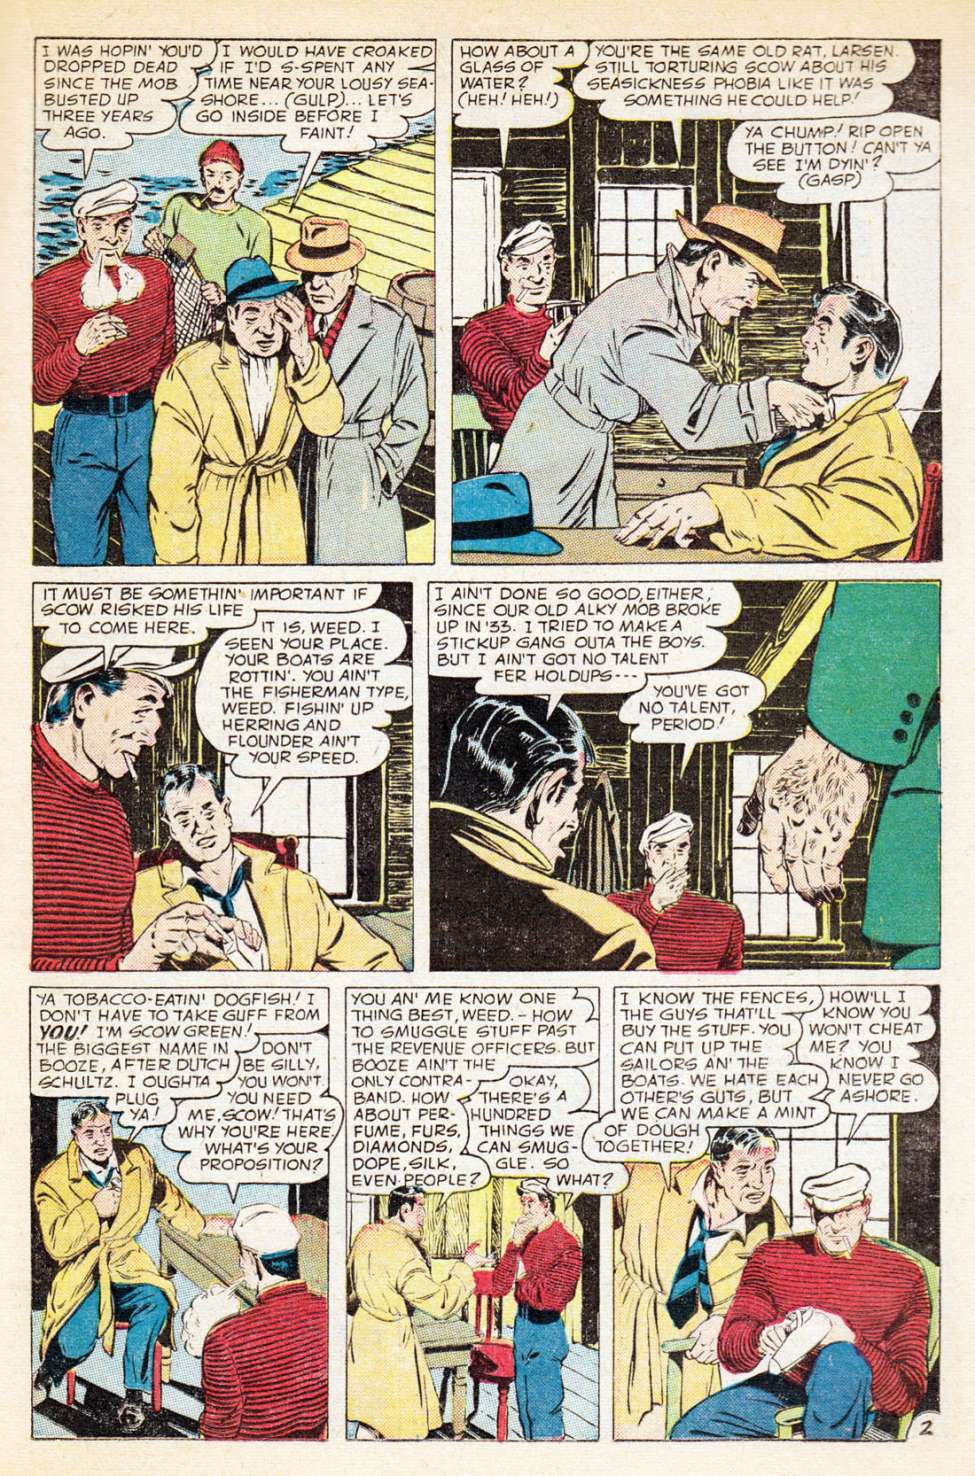 I WAS HOPIN' YOU'D
DROPPED DEAD
SINCE THE MOB
BUSTED UP
THREE YEARS
AGO.
I WOULD HAVE CROAKED
IF I'D S-SPENT ANY
TIME NEAR YOUR LOUSY SEA-
SHORE... (GULP)... LET'S
GO INSIDE BEFORE I
FAINT!
HOW ABOUT A
GLASS OF
WATER?
(HEH! HEH!)
YOU'RE THE SAME OLD RAT, LARSEN.
STILL TORTURING SCOW ABOUT HIS
SEASICKNESS PHOBIA LIKE IT WAS
SOMETHING HE COULD HELP!
YA CHUMP! RIP OPEN
THE BUTTON! CAN'T YA
SEE I'M DYIN'?
(GASP)
IT MUST BE SOMETHIN' IMPORTANT IF
SCOW RISKED HIS LIFE
TO COME HERE.
IT IS, WEED. I
SEEN YOUR PLACE.
YOUR BOATS ARE
ROTTIN'. YOU AIN'T
THE FISHERMAN TYPE,
WEED. FISHIN' UP
HERRING AND
FLOUNDER AIN'T
YOUR SPEED.
I AIN'T DONE SO GOOD, EITHER,
SINCE OUR OLD ALKY MOB BROKE
UP IN '33. I TRIED TO MAKE A
STICKUP GANG OUTA THE BOYS.
BUT I AIN'T GOT NO TALENT
FER HOLDUPS---
YOU'VE GOT
NO TALENT,
PERIOD!
YA TOBACCO-EATIN' DOGFISH! I
DON'T HAVE TO TAKE GUFF FROM
YOU! I'M SCOW GREEN!
THE BIGGEST NAME IN
BOOZE, AFTER DUTCH
SCHULTZ. I OUGHTA
PLUG
YA!
DON'T
BE SILLY,
YOU WON'T.
YOU NEED
ME, SCOW! THAT'S
WHY YOU'RE HERE.
WHAT'S YOUR
PROPOSITION?
YOU AN' ME KNOW ONE
THING BEST, WEED.- HOW
TO SMUGGLE STUFF PAST
THE REVENUE OFFICERS. BUT
BOOZE AIN'T THE
ONLY CONTRA-
BAND. HOW
ABOUT PER-
FUME, FURS,
DIAMONDS,
DOPE, SILK,
EVEN PEOPLE?
OKAY,
THERE'S A
HUNDRED
THINGS WE
CAN SMUG-
GLE. SO
WHAT?
I KNOW THE FENCES,
THE GUYS THAT'LL
BUY THE STUFF. YOU
CAN PUT UP THE
SAILORS AN' THE
BOATS. WE HATE EACH
OTHER'S GUTS, BUT
WE CAN MAKE A MINT
OF DOUGH
TOGETHER!
HOW'LL I
KNOW YOU
WON'T CHEAT
ME? YOU
KNOW I
NEVER GO
ASHORE.
2